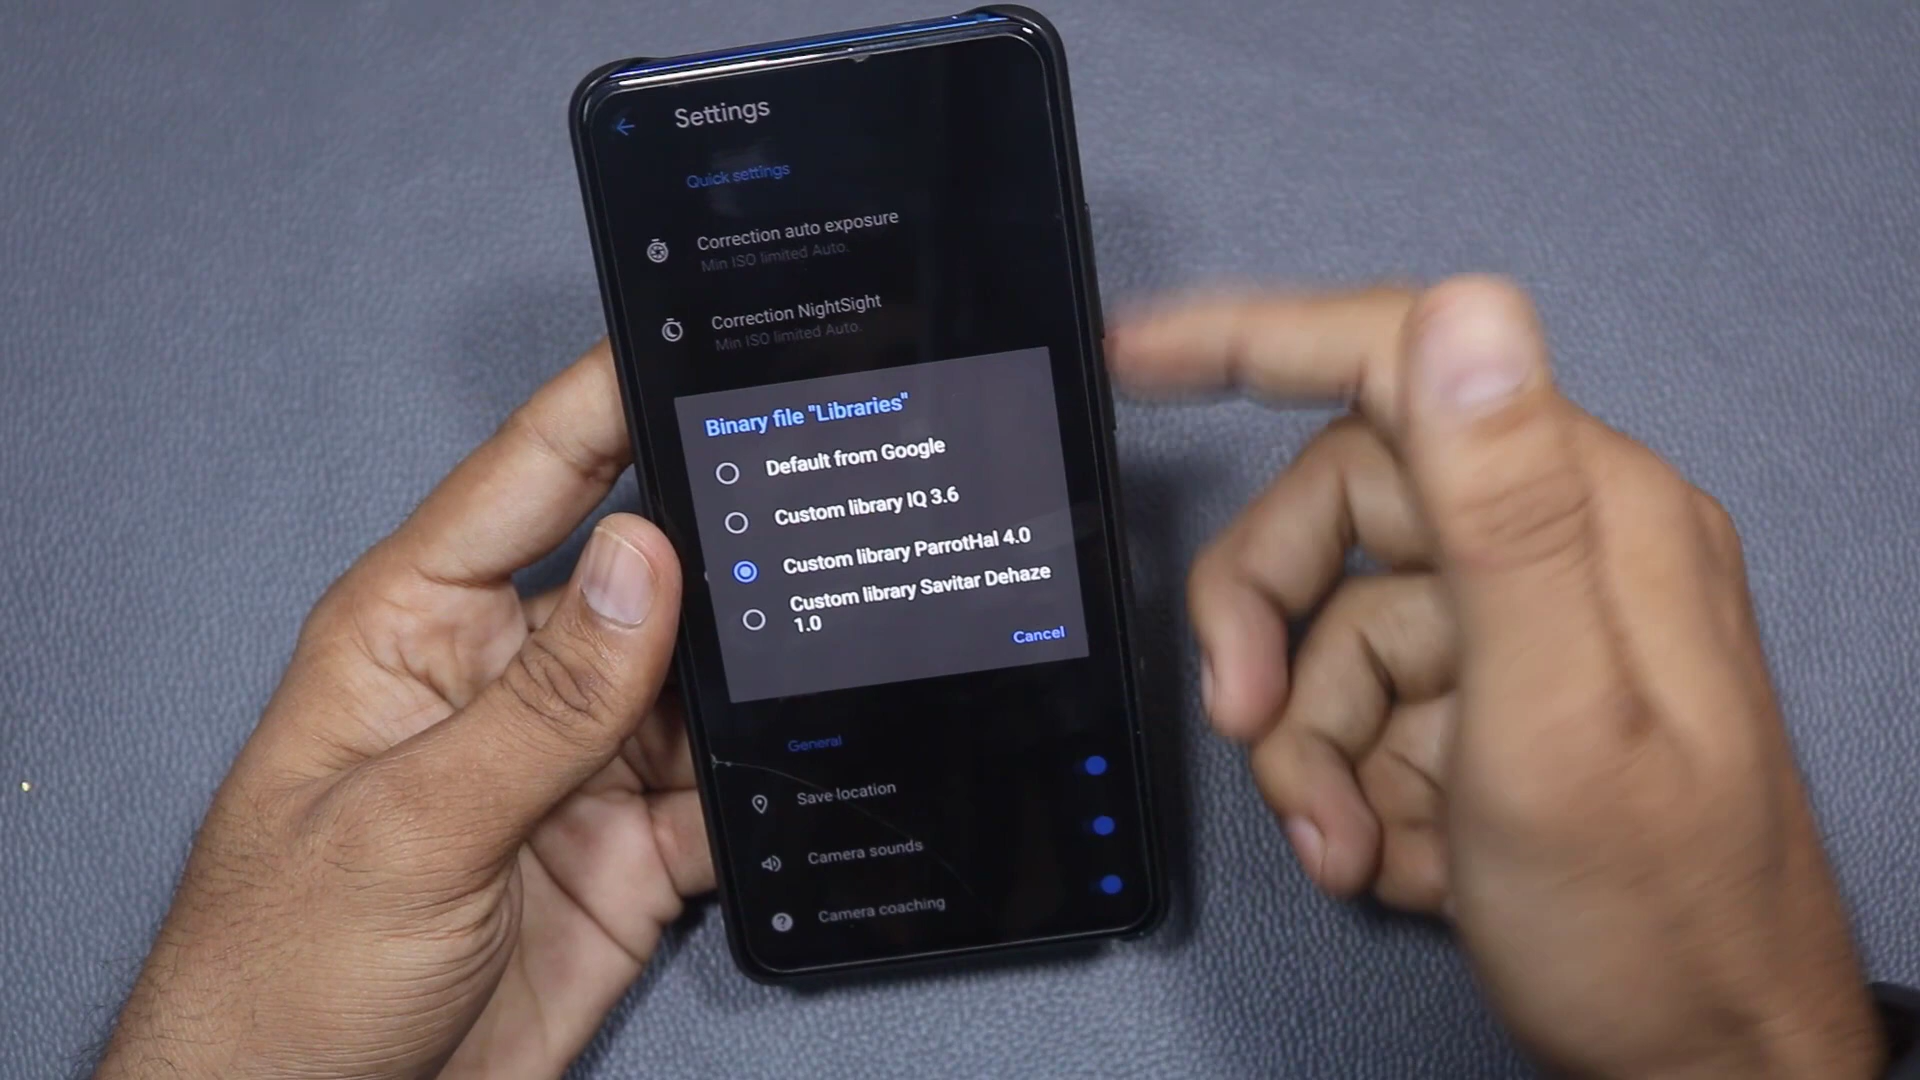 Settings
Quick settings
Correction auto exposure
Min ISO limited Auto.
Correction NightSight
Min ISO limited Auto.
Binary file "Libraries"
Default from Google
Custom library IQ 3.6
Custom library ParrotHal 4.0
Custom library Savitar Dehaze
1.0
Cancel
General
Save location
Camera sounds
Camera coaching